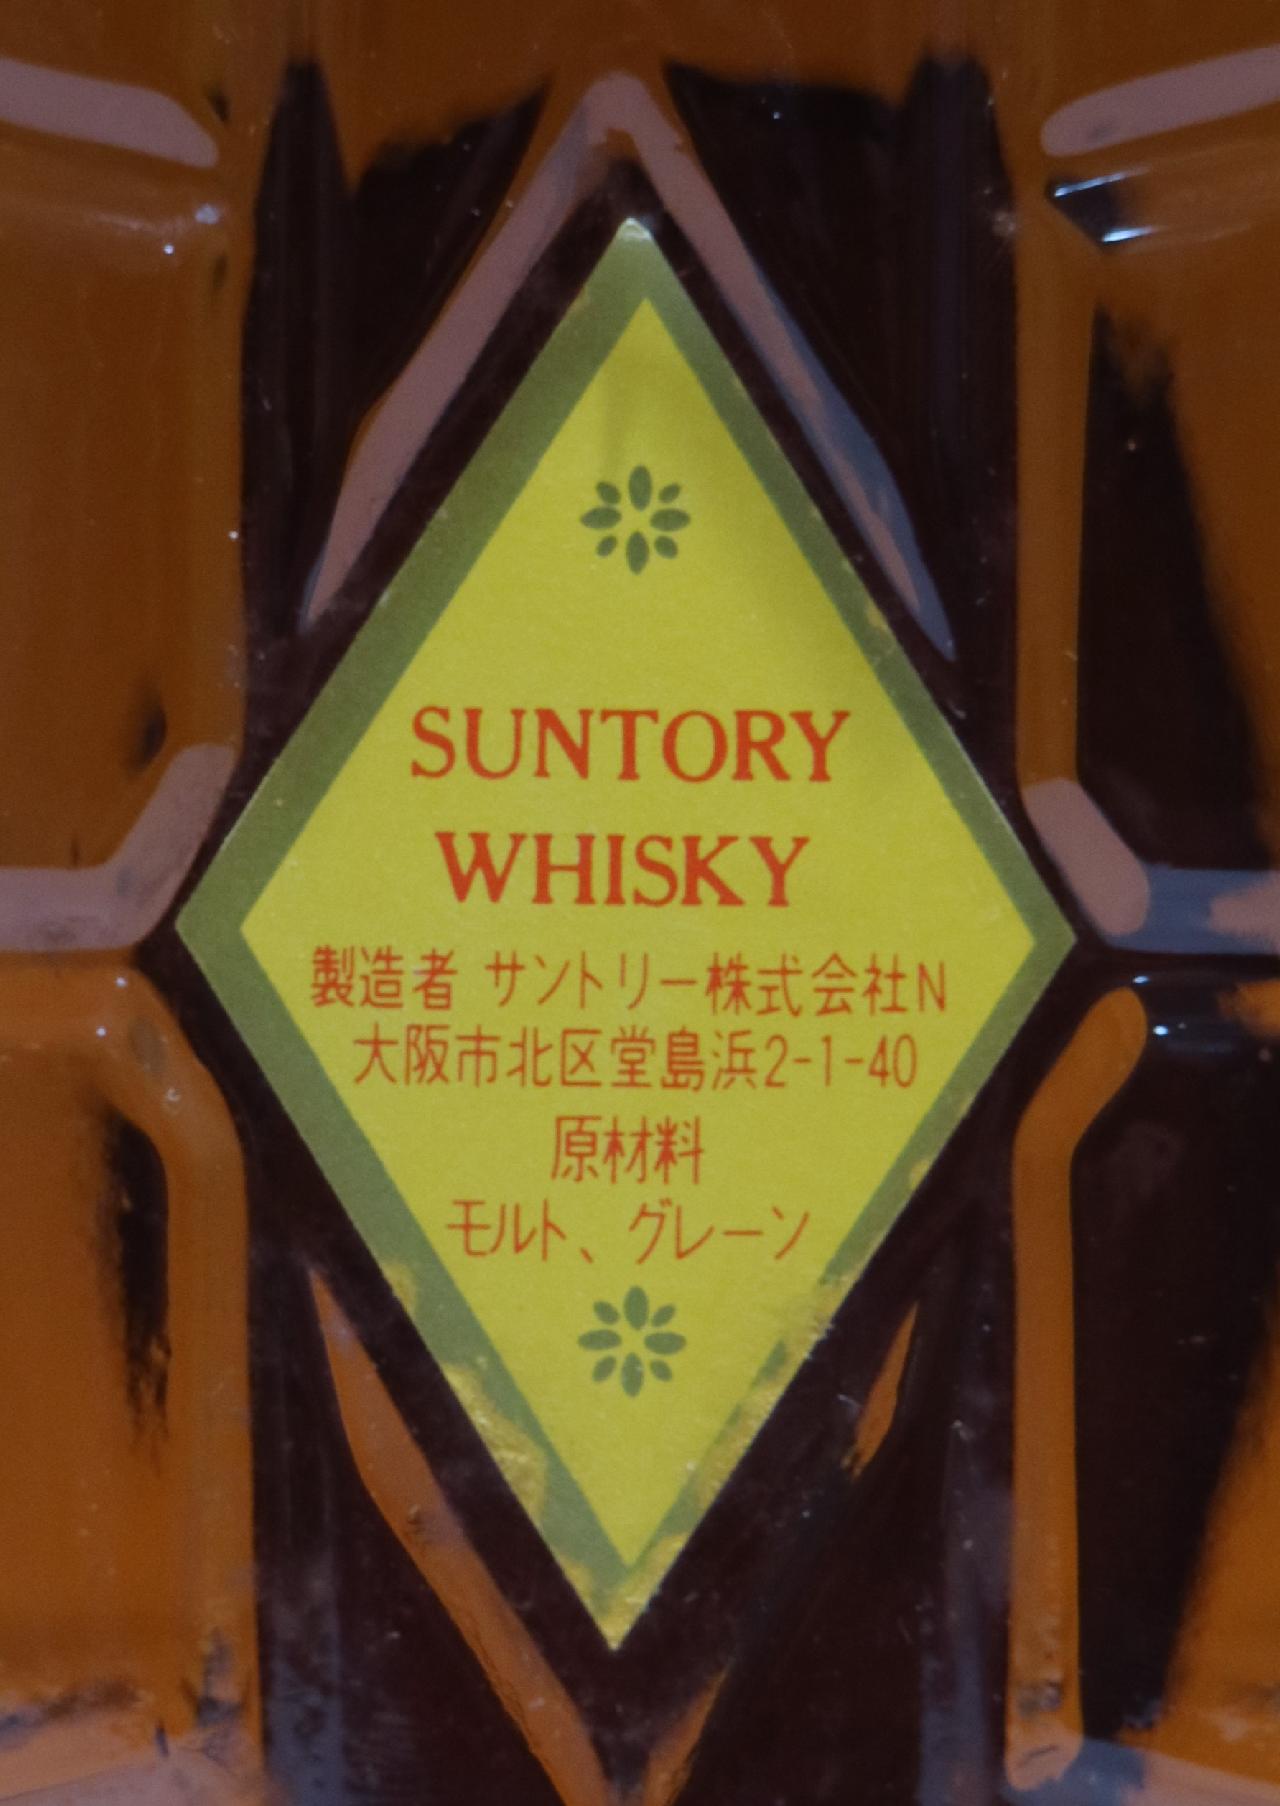 SUNTORY
WHISKY
製造者 サントリー株式会社N
大阪市北区堂島浜2-1-40
原材料
モルト、グレーン